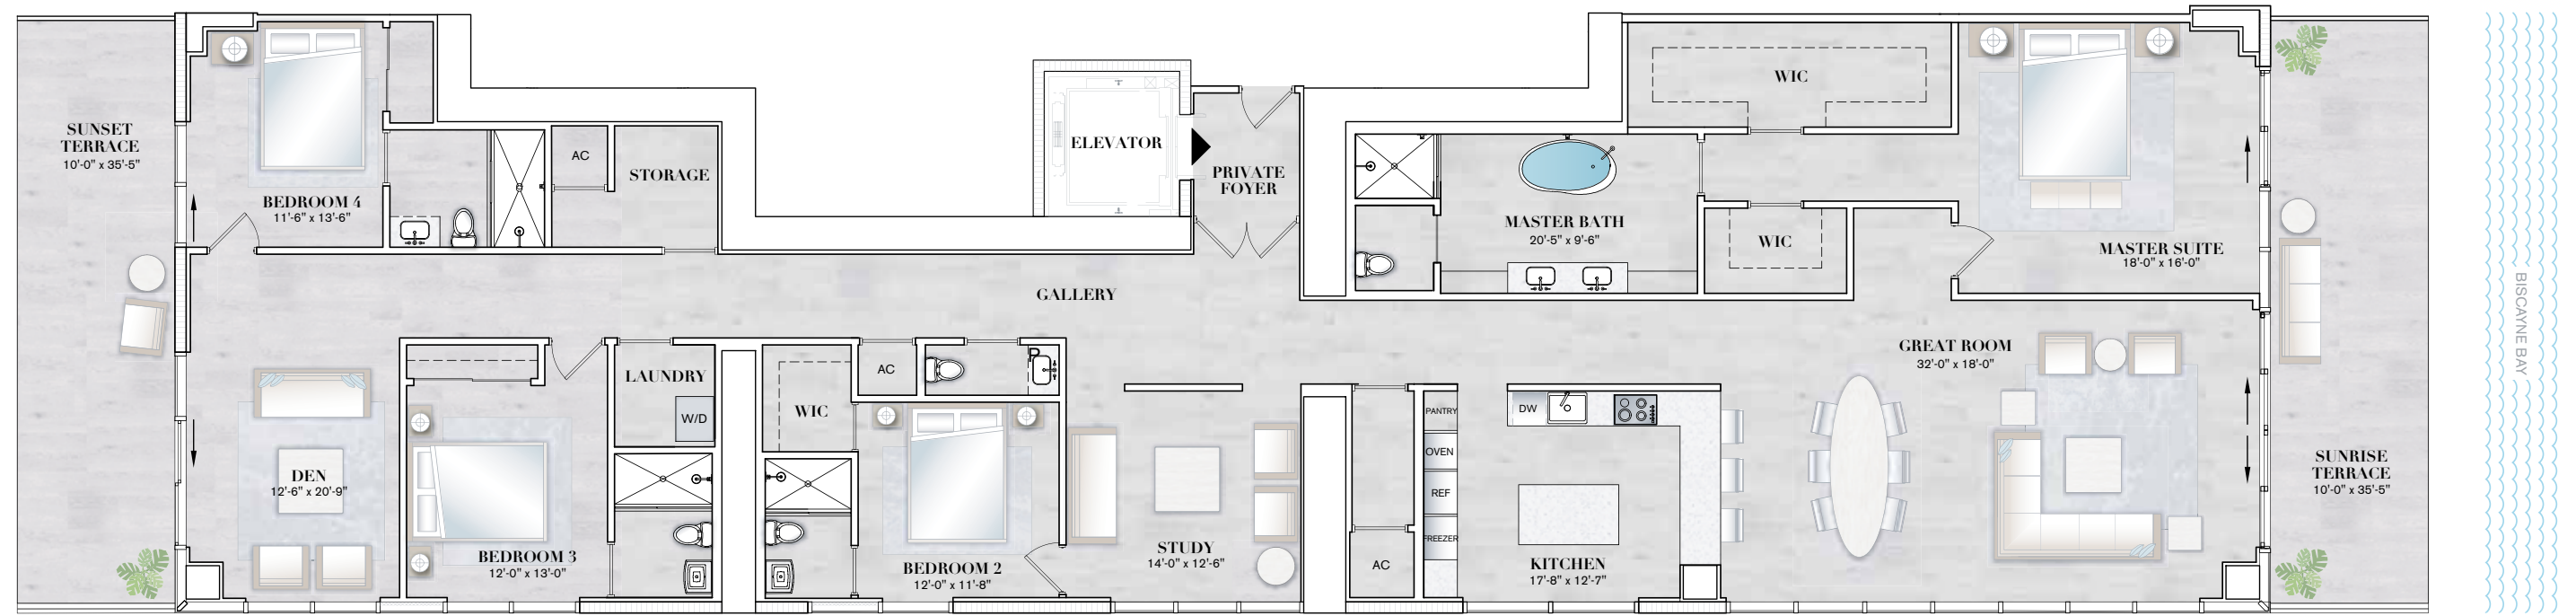 SUNSET
TERRACE
10'-0" x 35'-5"
BEDROOM 4
11'-6" x 13'-6"
AC
STORAGE
ELEVATOR
PRIVATE
FOYER
WIC
MASTER BATH
20'-5" x 9'-6"
WIC
MASTER SUITE
18'-0" x 16'-0"
BISCAYNE BAY
GALLERY
GREAT ROOM
32'-0" x 18'-0"
LAUNDRY
W/D
WIC
AC
DEN
12'-6" x 20'-9"
BEDROOM 3
12'-0" x 13'-0"
BEDROOM 2
12'-0" x 11'-8"
STUDY
14'-0" x 12'-6"
AC
PANTRY
OVEN
REF
FREEZER
DW
KITCHEN
17'-8" x 12'-7"
SUNRISE
TERRACE
10'-0" x 35'-5"